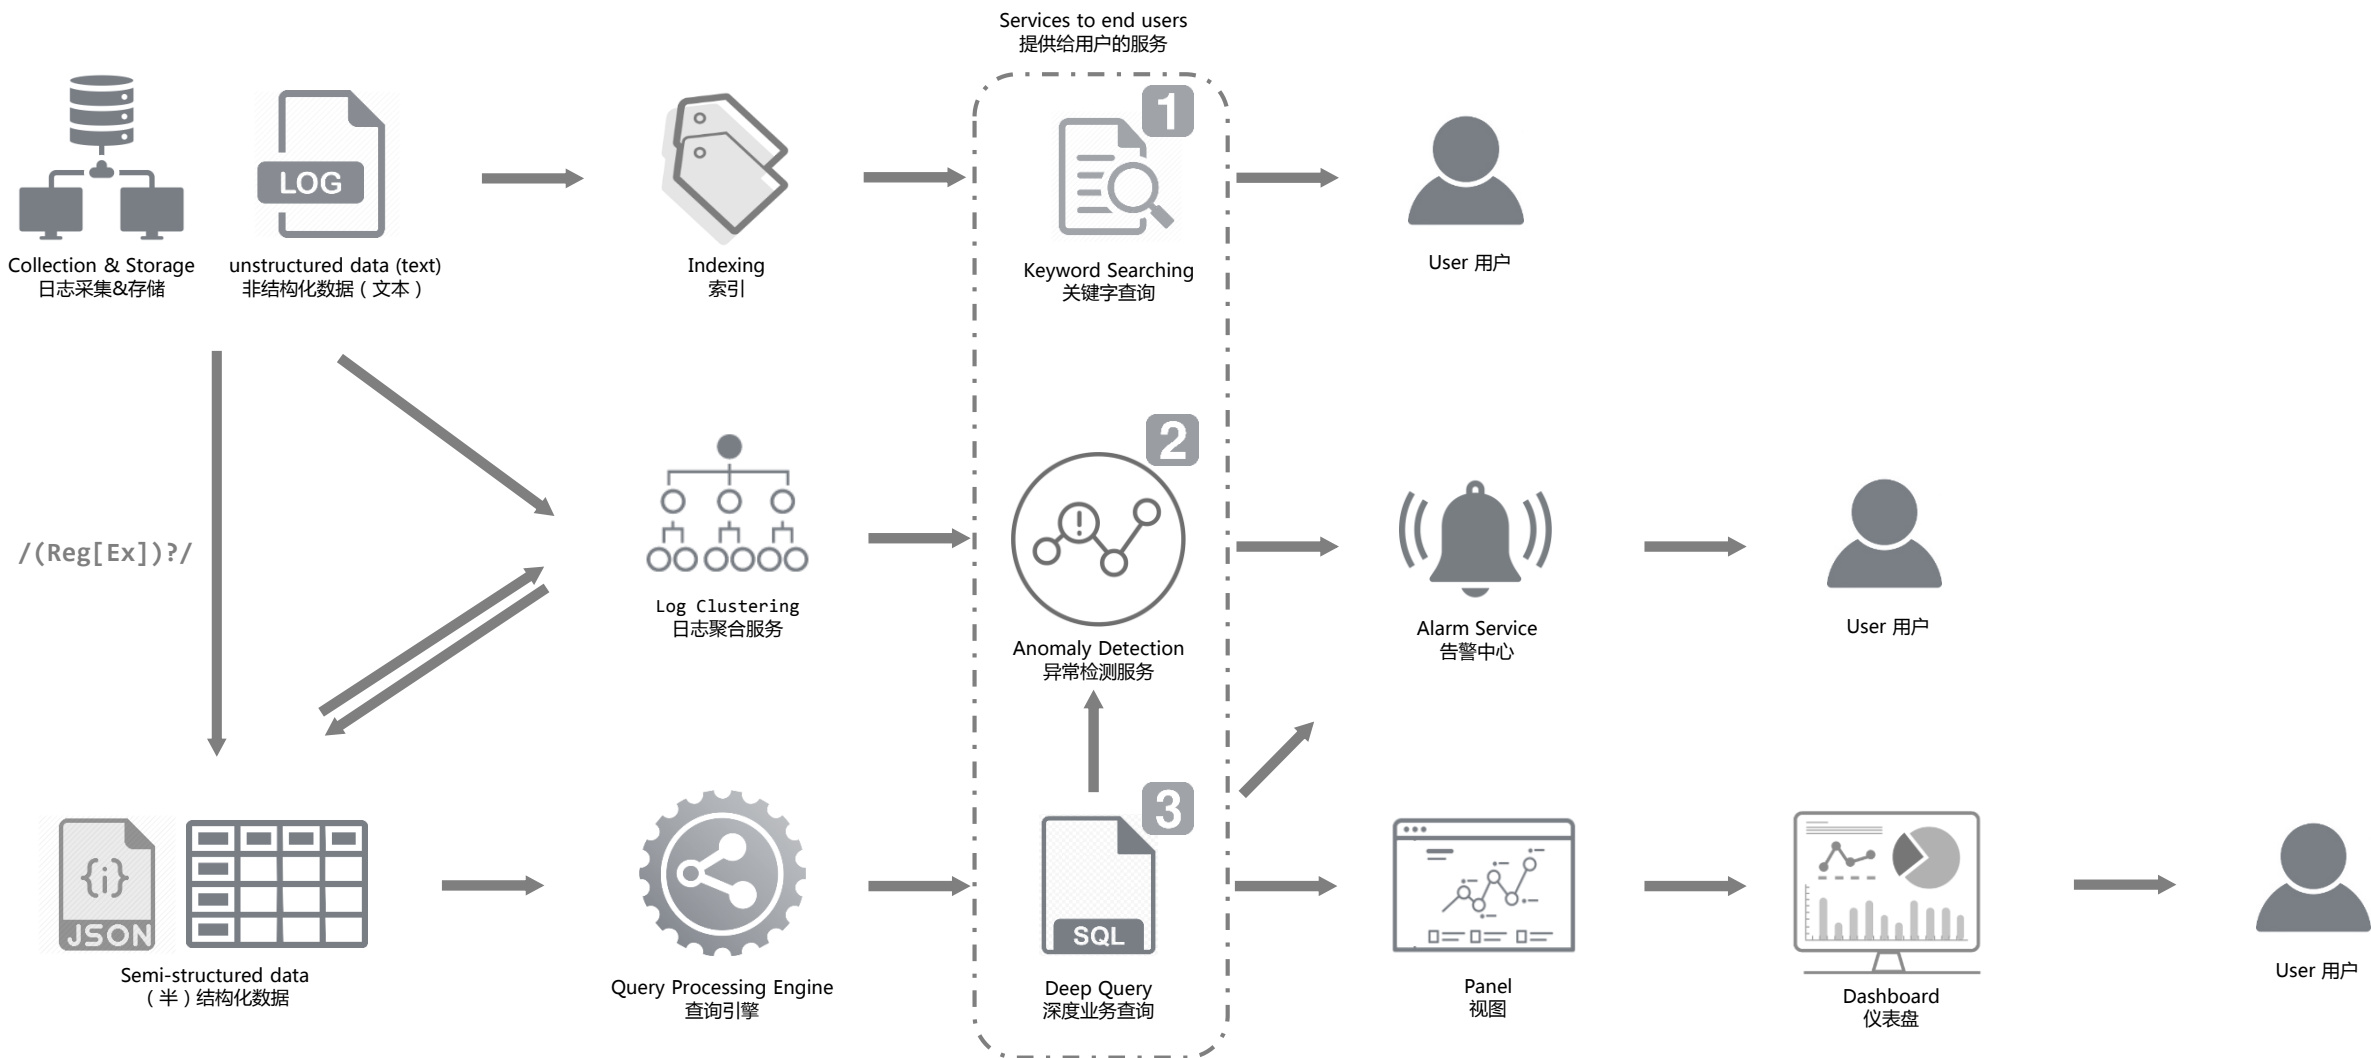 Services to end users
提供给用户的服务
1
LOG
Collection & Storage
日志采集&存储
unstructured data (text)
非结构化数据（文本）
Indexing
索引
Keyword Searching
关键字查询
User 用户
2
/(Reg[Ex])?/
Log Clustering
日志聚合服务
Anomaly Detection
异常检测服务
Alarm Service
告警中心
User 用户
3
{i}
JSON
SQL
Semi-structured data
（半）结构化数据
Query Processing Engine
查询引擎
Deep Query
深度业务查询
Panel
视图
Dashboard
仪表盘
User 用户